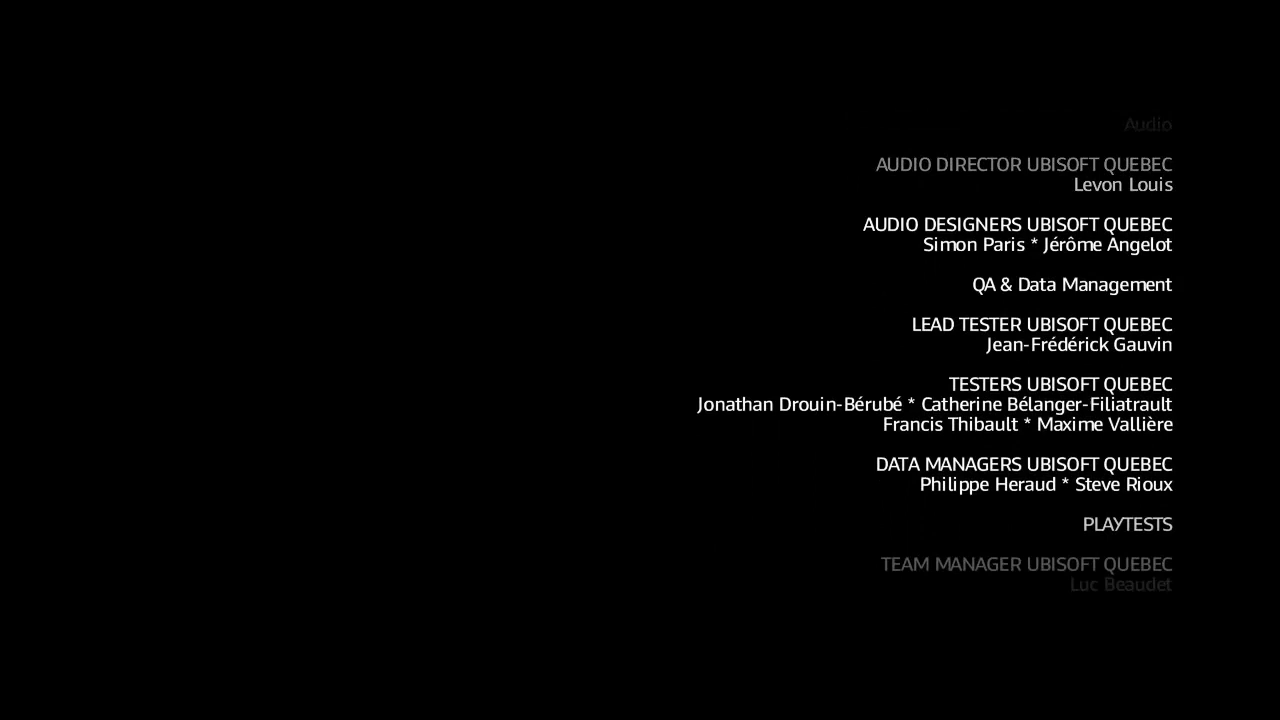 Audio
AUDIO DIRECTOR UBISOFT QUEBEC
Levon Louis
AUDIO DESIGNERS UBISOFT QUEBEC
Simon Paris * Jérôme Angelot
QA & Data Management
LEAD TESTER UBISOFT QUEBEC
Jean-Frédérick Gauvin
TESTERS UBISOFT QUEBEC
Jonathan Drouin-Bérubé * Catherine Bélanger-Filiatrault
Francis Thibault * Maxime Vallière
DATA MANAGERS UBISOFT QUEBEC
Philippe Heraud * Steve Rioux
PLAYTESTS
TEAM MANAGER UBISOFT QUEBEC
Luc Beaudet